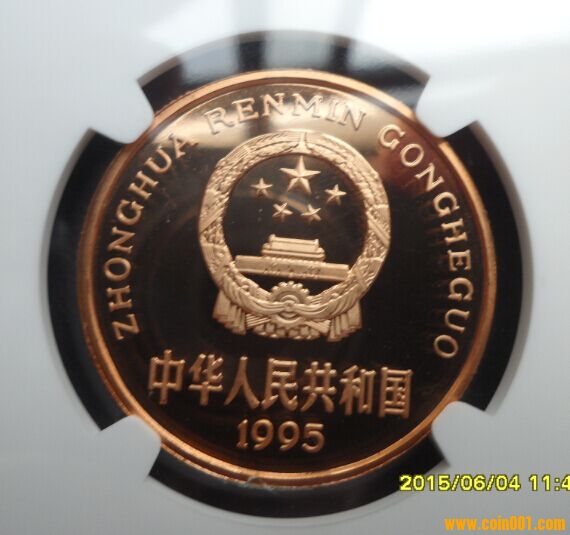 ZHONGHUA RENMIN GONGHEGUO
中华人民共和国
1995
2015/06/04 11:4
www.coin001.com